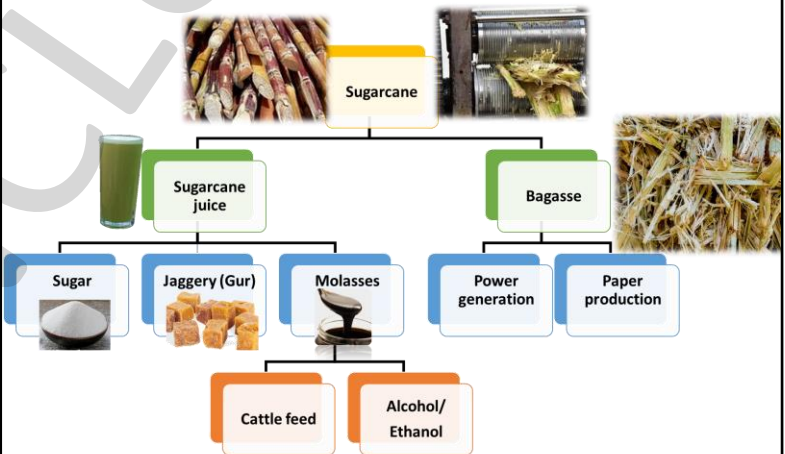 Sugarcane
Sugarcane
juice
Bagasse
Sugar
Jaggery (Gur)
Molasses
Power
generation
Paper
production
Cattle feed
Alcohol/
Ethanol